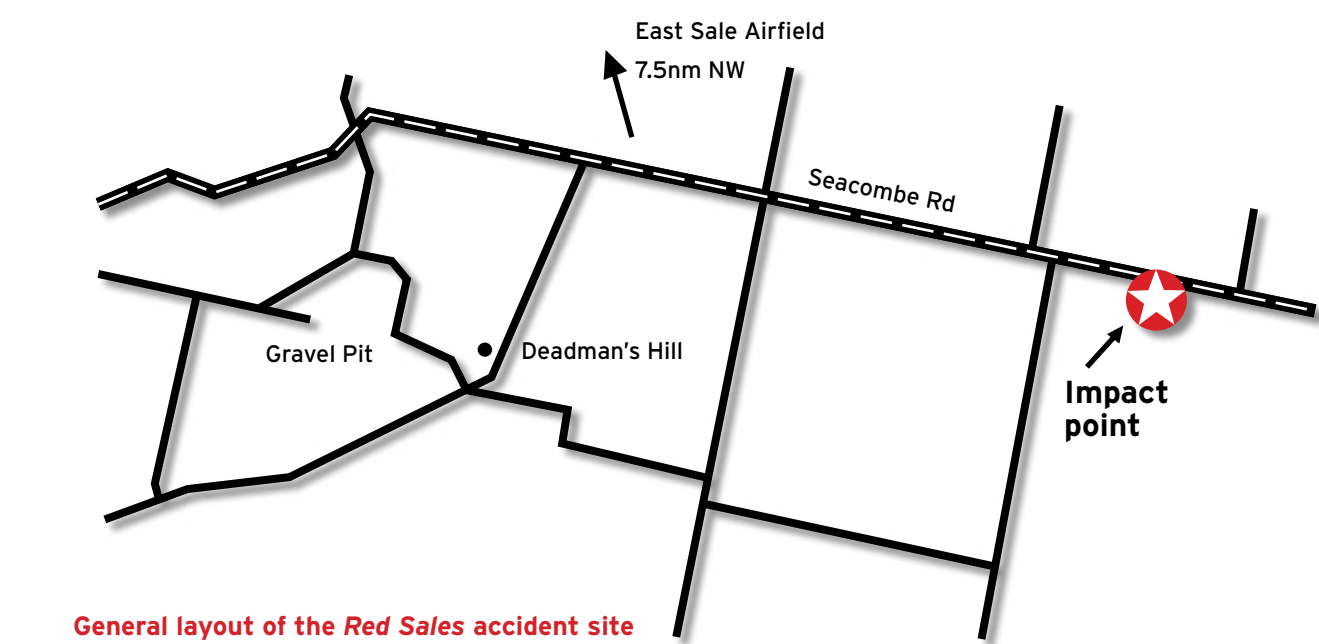 East Sale Airfield
7.5nm NW
Seacombe Rd
Gravel Pit
Deadman's Hill
Impact
point
General layout of the Red Sales accident site